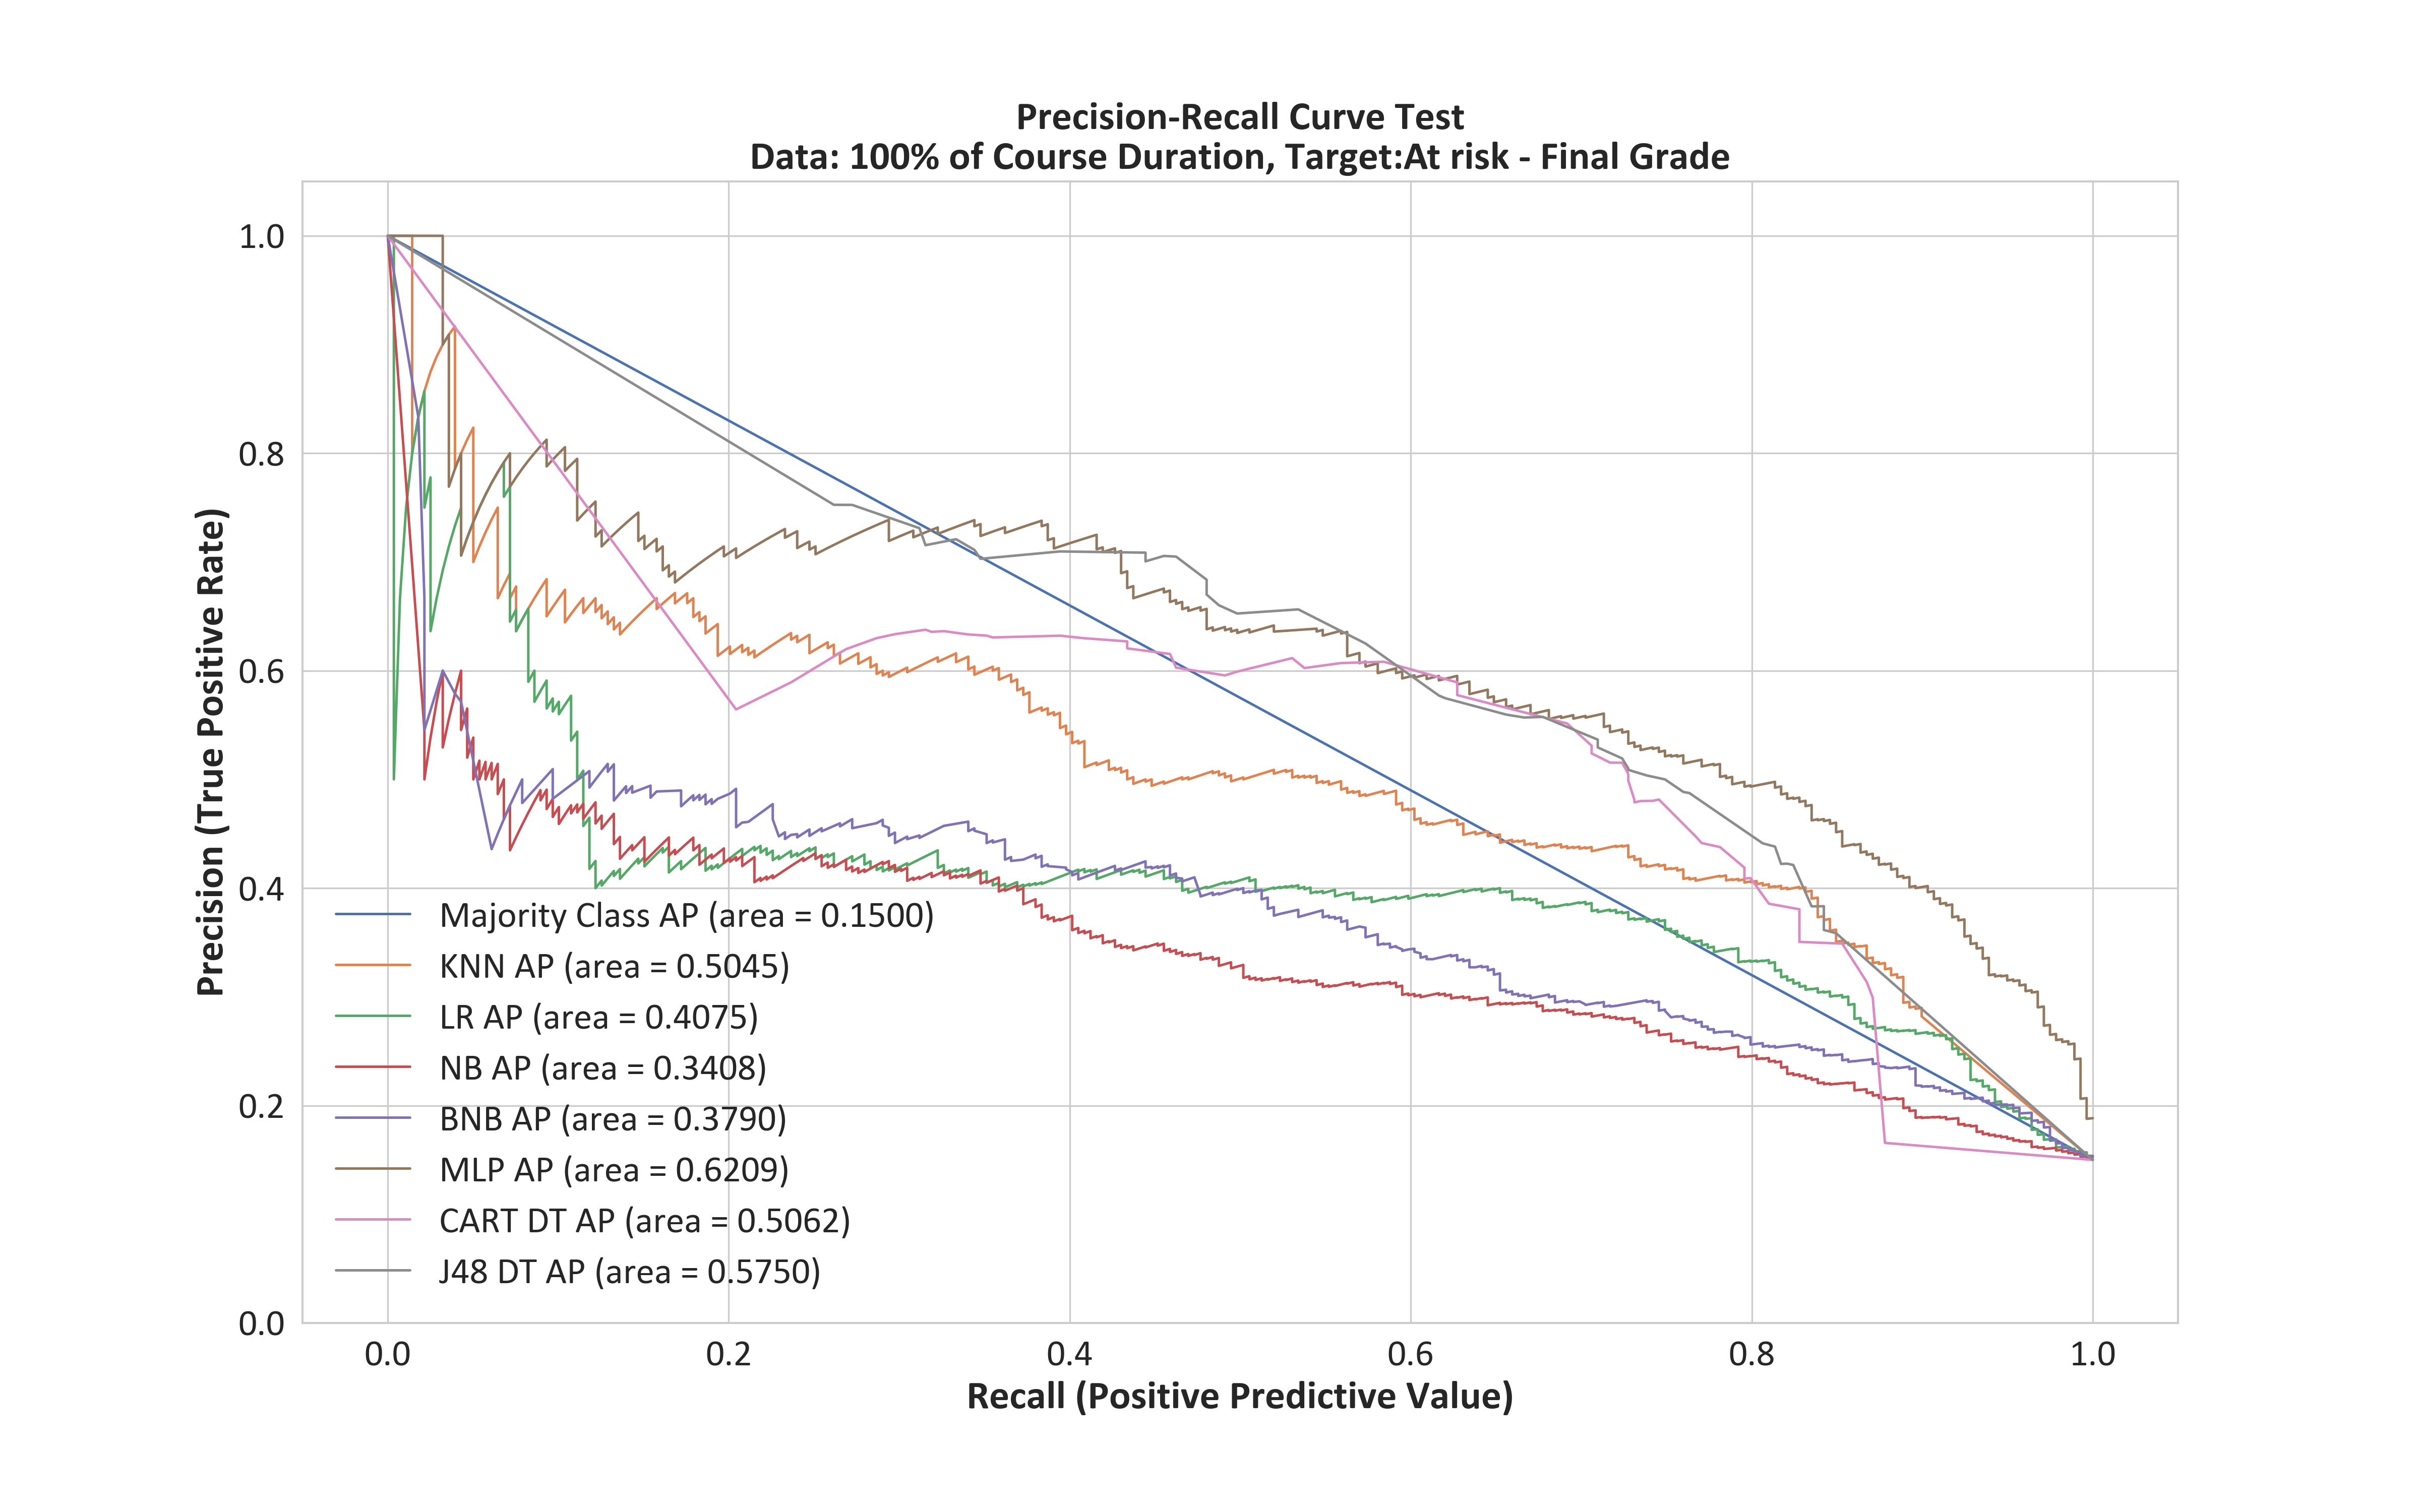 Precision-Recall Curve Test
Data: 100% of Course Duration, Target:At risk - Final Grade
Precision (True Positive Rate)
1.0
0.8
0.6
0.4
0.2
0.0
Majority Class AP (area = 0.1500)
KNN AP (area = 0.5045)
LR AP (area = 0.4075)
NB AP (area = 0.3408)
BNB AP (area = 0.3790)
MLP AP (area = 0.6209)
CART DT AP (area = 0.5062)
J48 DT AP (area = 0.5750)
0.0 0.2 0.4 0.6 0.8 1.0
Recall (Positive Predictive Value)